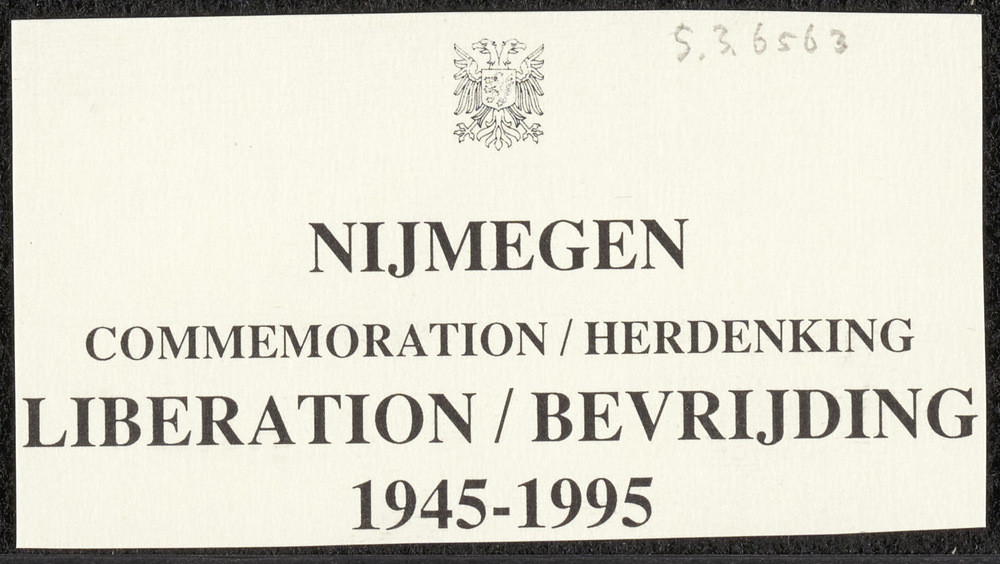 S.3.6563
NIJMEGEN
COMMEMORATION / HERDENKING
LIBERATION / BEVRIJDING
1945-1995